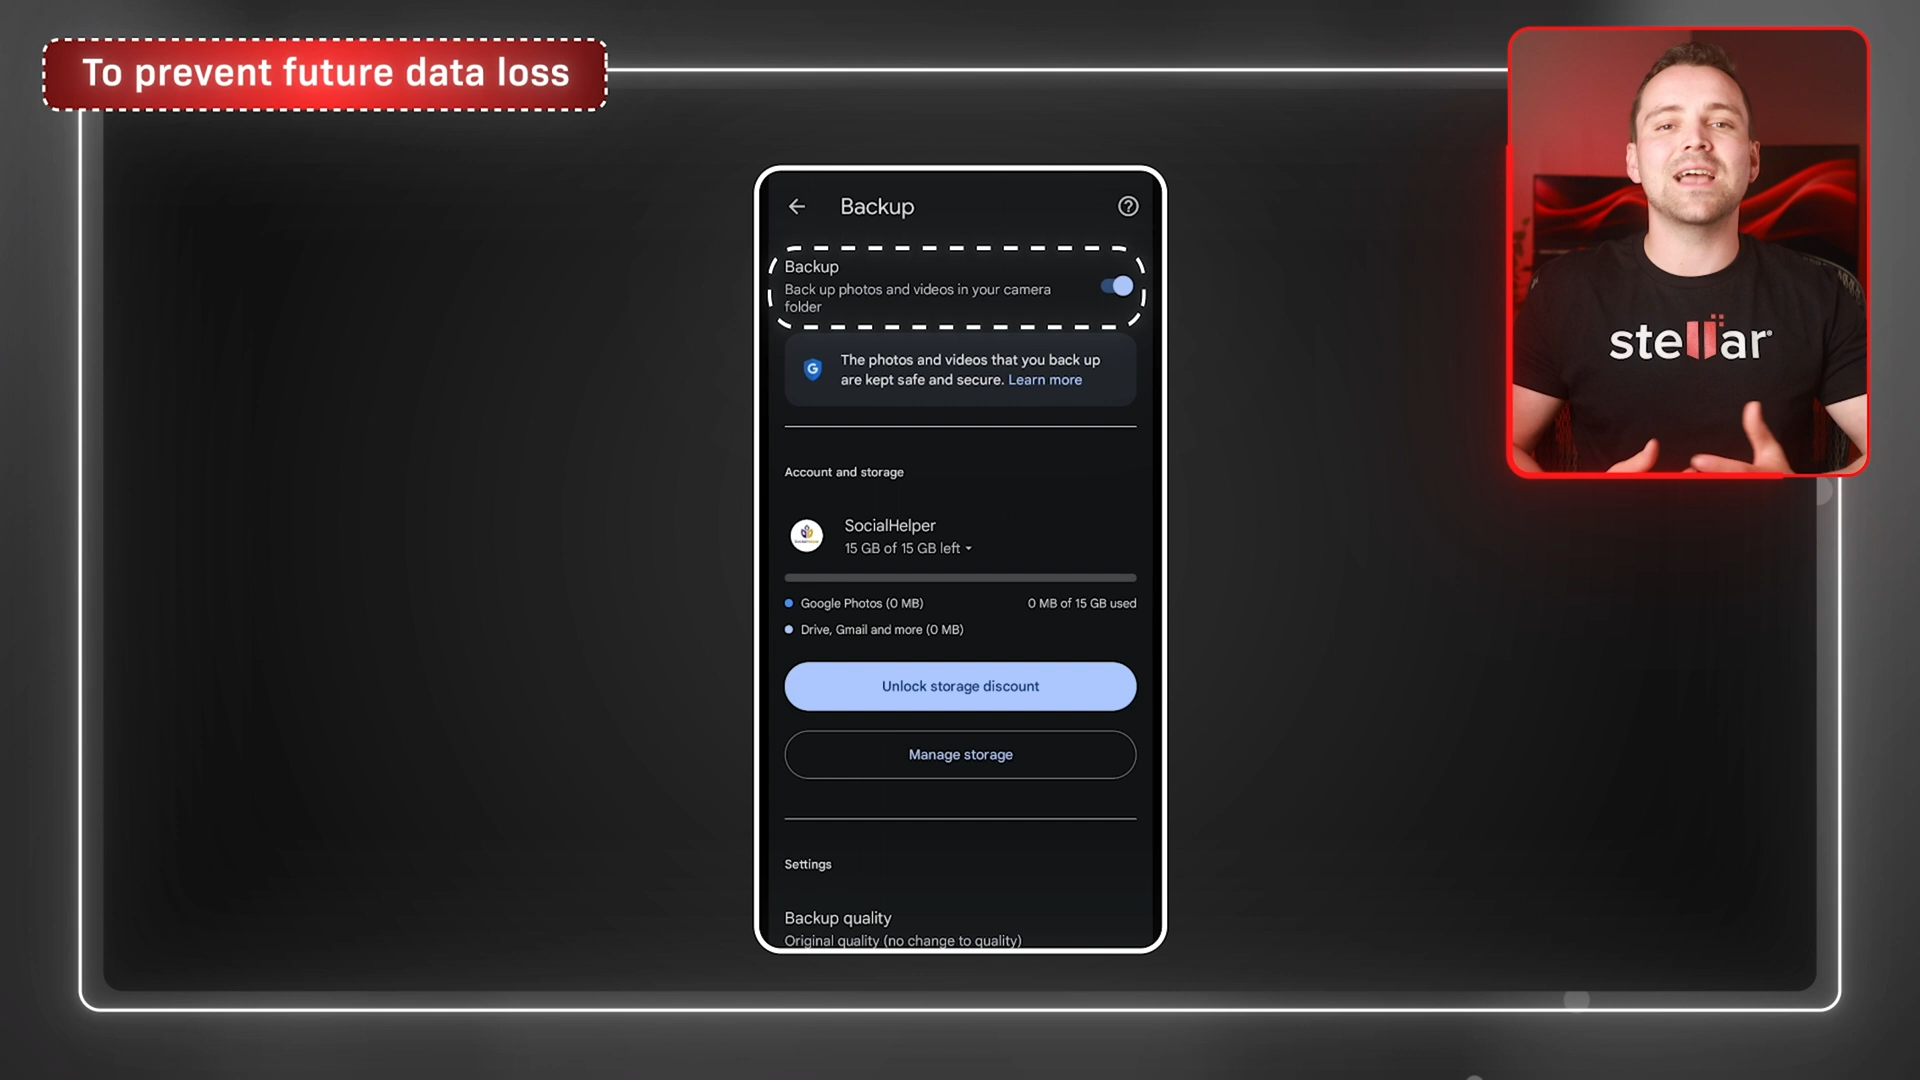 To prevent future data loss
Backup
Backup
Back up photos and videos in your camera
folder
The photos and videos that you back up
are kept safe and secure. Learn more
Account and storage
SocialHelper
15 GB of 15 GB left
Google Photos (0 MB)
0 MB of 15 GB used
Drive, Gmail and more (0 MB)
Unlock storage discount
Manage storage
Settings
Backup quality
Original quality (no change to quality)
stellar